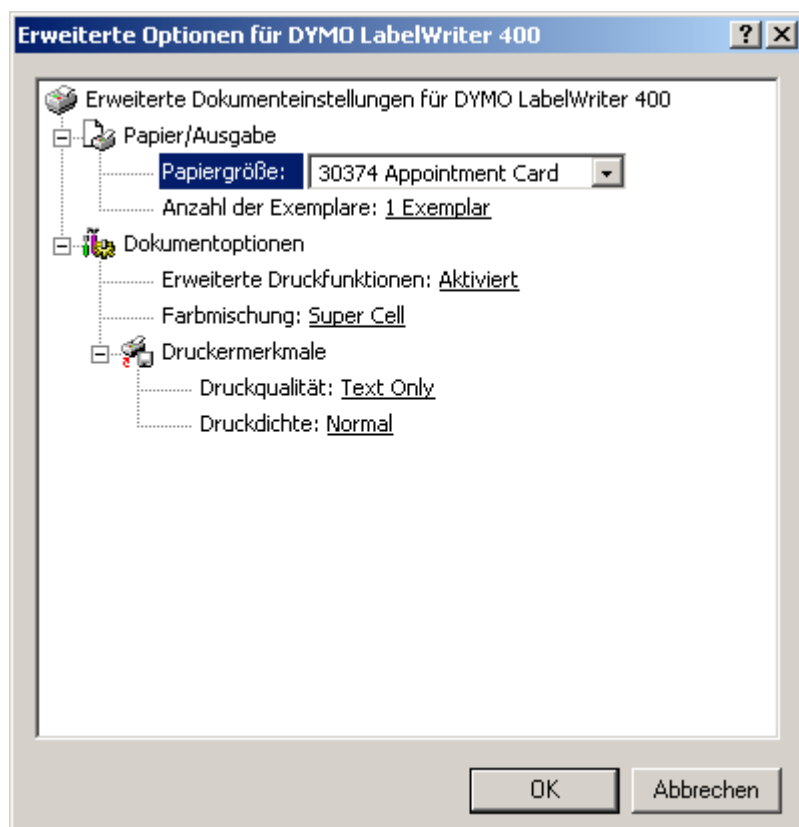 Erweiterte Optionen für DYMO LabelWriter 400
Erweiterte Dokumenteinstellungen für DYMO LabelWriter 400
Papier/Ausgabe
Papiergröße: 30374 Appointment Card
Anzahl der Exemplare: 1 Exemplar
Dokumentoptionen
Erweiterte Druckfunktionen: Aktiviert
Farbmischung: Super Cell
Druckermerkmale
Druckqualität: Text Only
Druckdichte: Normal
OK Abbrechen